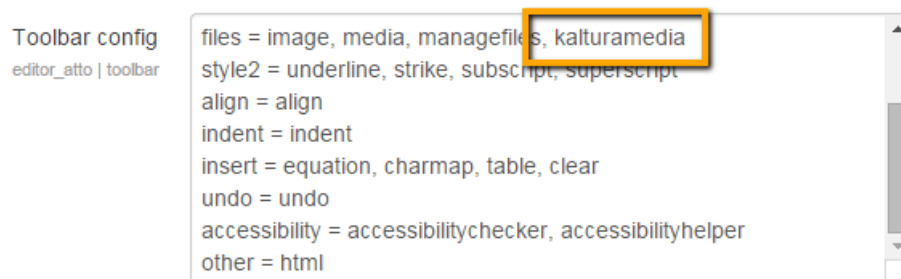 Toolbar config
editor_atto | toolbar
files = image, media, managefiles, kalturamedia
style2 = underline, strike, subscript, superscript
align = align
indent = indent
insert = equation, charmap, table, clear
undo = undo
accessibility = accessibilitychecker, accessibilityhelper
other = html